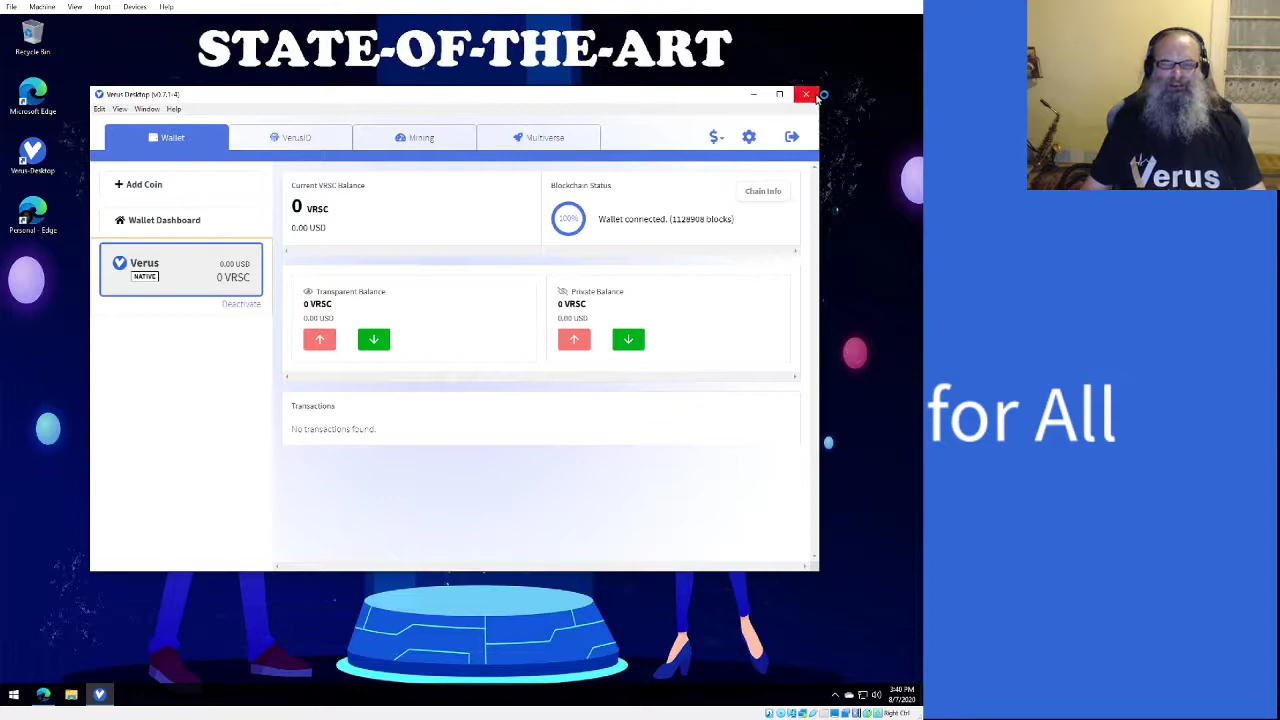 File Machine View Input Devices Help
STATE-OF-THE-ART
Recycle Bin
Microsoft Edge
Verus-Desktop
Personal - Edge
Verus Desktop (v0.7.1-4)
Edit View Window Help
Wallet VerusID Mining Multiverse $
Add Coin
Wallet Dashboard
Verus 0.00 USD
NATIVE 0 VRSC
Deactivate
Current VRSC Balance
0 VRSC
0.00 USD
Blockchain Status
Chain Info
100% Wallet connected. (1128908 blocks)
Transparent Balance
0 VRSC
0.00 USD
Private Balance
0 VRSC
0.00 USD
Transactions
No transactions found.
Verus
for All
3:40 PM
8/7/2020
Right Ctrl